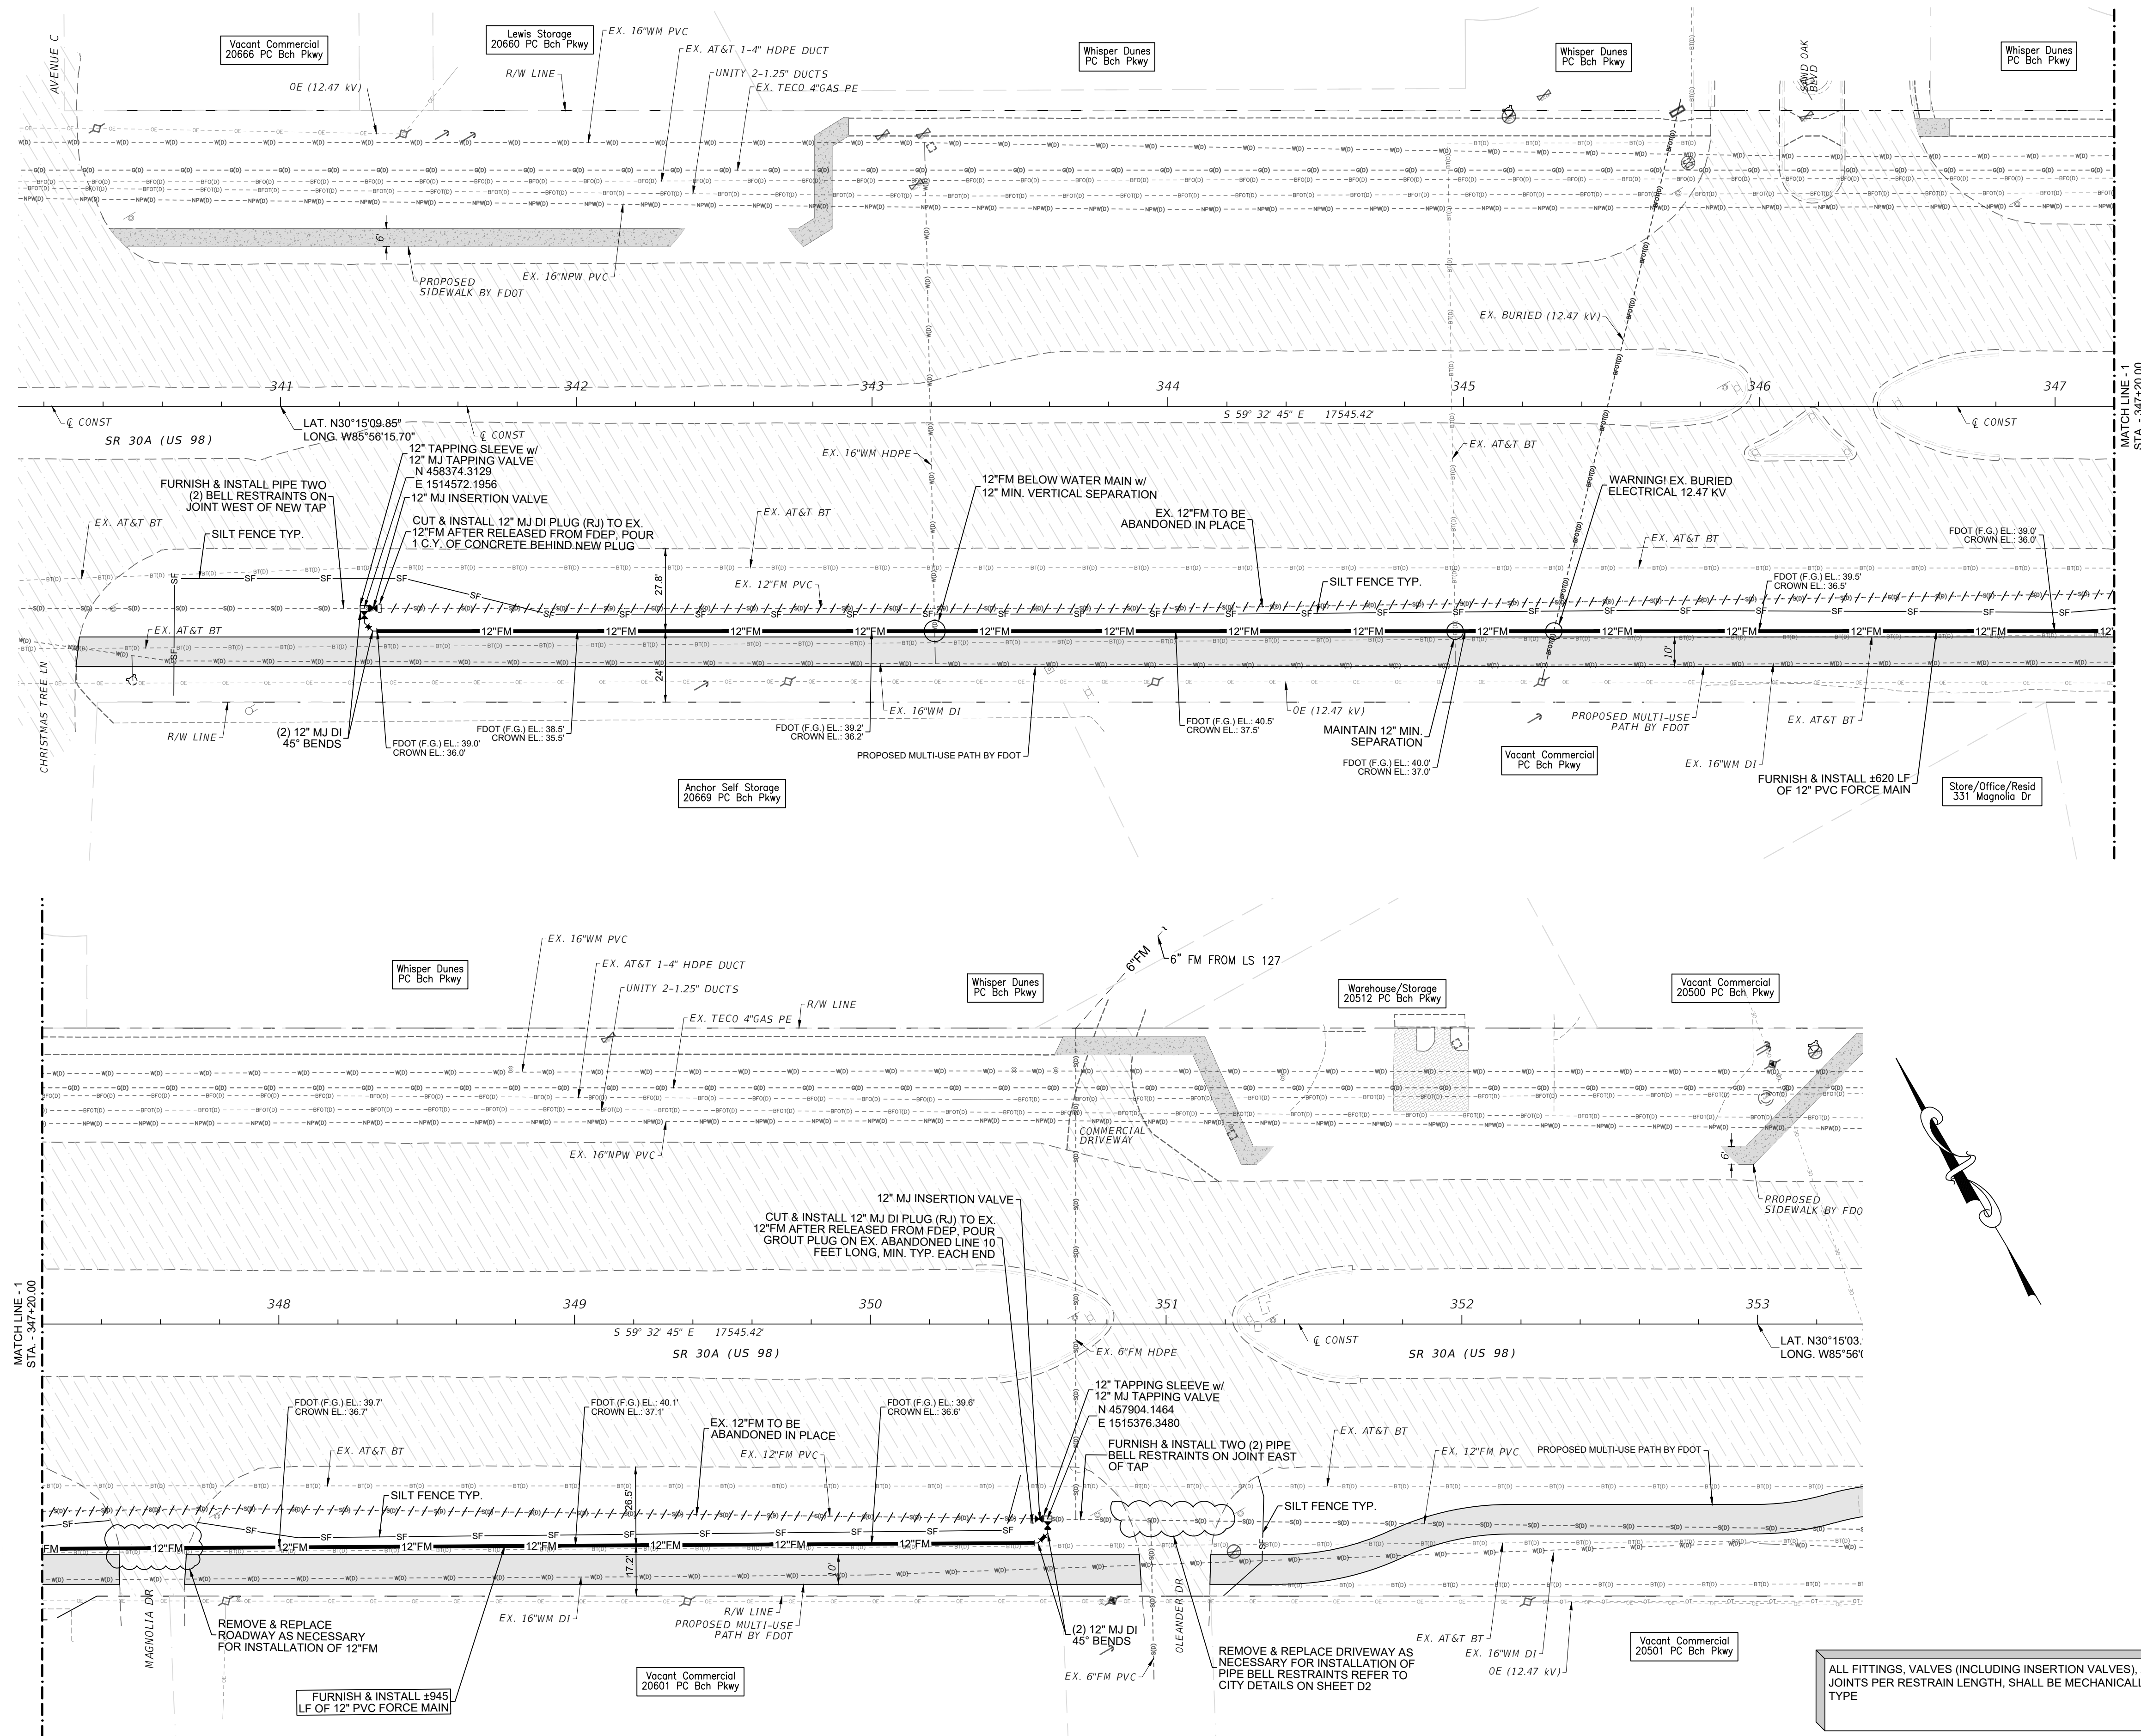 AVENUE C
Vacant Commercial
20666 PC Bch Pkwy
Lewis Storage
20660 PC Bch Pkwy
EX. 16"WM PVC
EX. AT&T 1-4" HDPE DUCT
UNITY 2-1.25" DUCTS
EX. TECO 4"GAS PE
R/W LINE
OE (12.47 kV)
Whisper Dunes
PC Bch Pkwy
Whisper Dunes
PC Bch Pkwy
SAND OAK
BLVD
Whisper Dunes
PC Bch Pkwy
6'
PROPOSED
SIDEWALK BY FDOT
EX. 16"NPW PVC
EX. BURIED (12.47 kV)
341
342
343
344
345
346
347
MATCH LINE - 1
STA. - 347+20.00
℄ CONST
SR 30A (US 98)
LAT. N30°15'09.85"
LONG. W85°56'15.70"
℄ CONST
S 59° 32' 45" E 17545.42'
℄ CONST
12" TAPPING SLEEVE w/
12" MJ TAPPING VALVE
N 458374.3129
E 1514572.1956
12" MJ INSERTION VALVE
FURNISH & INSTALL PIPE TWO
(2) BELL RESTRAINTS ON
JOINT WEST OF NEW TAP
CUT & INSTALL 12" MJ DI PLUG (RJ) TO EX.
12"FM AFTER RELEASED FROM FDEP, POUR
1 C.Y. OF CONCRETE BEHIND NEW PLUG
EX. AT&T BT
SILT FENCE TYP.
EX. AT&T BT
EX. 16"WM HDPE
12"FM BELOW WATER MAIN w/
12" MIN. VERTICAL SEPARATION
EX. 12"FM TO BE
ABANDONED IN PLACE
EX. AT&T BT
WARNING! EX. BURIED
ELECTRICAL 12.47 KV
EX. AT&T BT
FDOT (F.G.) EL.: 39.0'
CROWN EL.: 36.0'
EX. 12"FM PVC
27.8'
SILT FENCE TYP.
FDOT (F.G.) EL.: 39.5'
CROWN EL.: 36.5'
EX. AT&T BT
12"FM
24'
10'
CHRISTMAS TREE LN
R/W LINE
(2) 12" MJ DI
45° BENDS
FDOT (F.G.) EL.: 39.0'
CROWN EL.: 36.0'
FDOT (F.G.) EL.: 38.5'
CROWN EL.: 35.5'
FDOT (F.G.) EL.: 39.2'
CROWN EL.: 36.2'
EX. 16"WM DI
PROPOSED MULTI-USE PATH BY FDOT
FDOT (F.G.) EL.: 40.5'
CROWN EL.: 37.5'
OE (12.47 kV)
MAINTAIN 12" MIN.
SEPARATION
FDOT (F.G.) EL.: 40.0'
CROWN EL.: 37.0'
PROPOSED MULTI-USE
PATH BY FDOT
EX. AT&T BT
Vacant Commercial
PC Bch Pkwy
EX. 16"WM DI
FURNISH & INSTALL ±620 LF
OF 12" PVC FORCE MAIN
Anchor Self Storage
20669 PC Bch Pkwy
Store/Office/Resid
331 Magnolia Dr
EX. 16"WM PVC
Whisper Dunes
PC Bch Pkwy
EX. AT&T 1-4" HDPE DUCT
UNITY 2-1.25" DUCTS
EX. TECO 4"GAS PE
R/W LINE
Whisper Dunes
PC Bch Pkwy
6"FM
6" FM FROM LS 127
Warehouse/Storage
20512 PC Bch Pkwy
Vacant Commercial
20500 PC Bch Pkwy
EX. 16"NPW PVC
COMMERCIAL
DRIVEWAY
6'
PROPOSED
SIDEWALK BY FDO
12" MJ INSERTION VALVE
CUT & INSTALL 12" MJ DI PLUG (RJ) TO EX.
12"FM AFTER RELEASED FROM FDEP, POUR
GROUT PLUG ON EX. ABANDONED LINE 10
FEET LONG, MIN. TYP. EACH END
MATCH LINE - 1
STA. - 347+20.00
348
349
350
351
352
353
S 59° 32' 45" E 17545.42'
SR 30A (US 98)
EX. 6"FM HDPE
℄ CONST
SR 30A (US 98)
LAT. N30°15'03.
LONG. W85°56'0
FDOT (F.G.) EL.: 39.7'
CROWN EL.: 36.7'
FDOT (F.G.) EL.: 40.1'
CROWN EL.: 37.1'
EX. 12"FM TO BE
ABANDONED IN PLACE
FDOT (F.G.) EL.: 39.6'
CROWN EL.: 36.6'
12" TAPPING SLEEVE w/
12" MJ TAPPING VALVE
N 457904.1464
E 1515376.3480
FURNISH & INSTALL TWO (2) PIPE
BELL RESTRAINTS ON JOINT EAST
OF TAP
EX. AT&T BT
EX. 12"FM PVC
EX. AT&T BT
EX. 12"FM PVC
PROPOSED MULTI-USE PATH BY FDOT
SILT FENCE TYP.
26.5'
SILT FENCE TYP.
12"FM
17.2'
10'
MAGNOLIA DR
REMOVE & REPLACE
ROADWAY AS NECESSARY
FOR INSTALLATION OF 12"FM
EX. 16"WM DI
R/W LINE
PROPOSED MULTI-USE
PATH BY FDOT
(2) 12" MJ DI
45° BENDS
EX. 6"FM PVC
OLEANDER DR
REMOVE & REPLACE DRIVEWAY AS
NECESSARY FOR INSTALLATION OF
PIPE BELL RESTRAINTS REFER TO
CITY DETAILS ON SHEET D2
EX. AT&T BT
EX. 16"WM DI
OE (12.47 kV)
Vacant Commercial
20501 PC Bch Pkwy
FURNISH & INSTALL ±945
LF OF 12" PVC FORCE MAIN
Vacant Commercial
20601 PC Bch Pkwy
ALL FITTINGS, VALVES (INCLUDING INSERTION VALVES),
JOINTS PER RESTRAIN LENGTH, SHALL BE MECHANICALL
TYPE